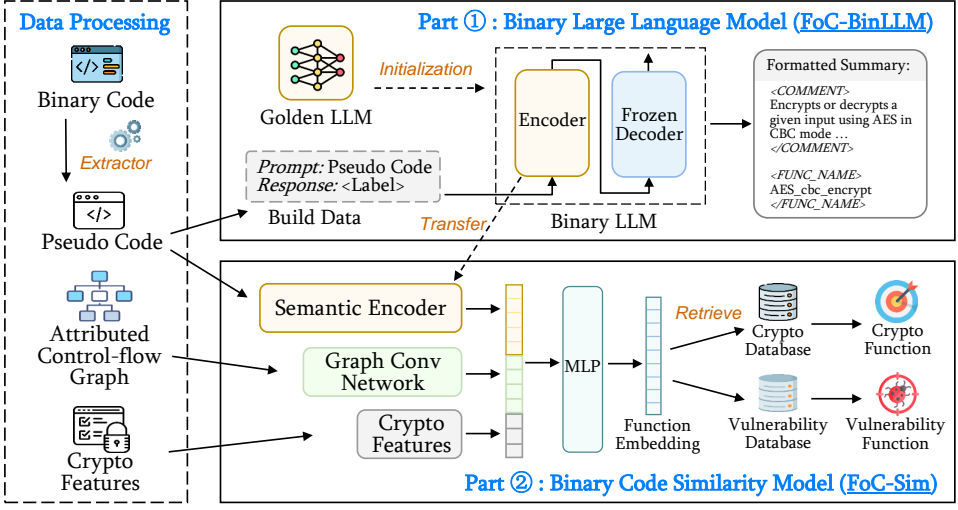 Data Processing
Binary Code
Extractor
Pseudo Code
Attributed
Control-flow
Graph
Crypto
Features
Part ① : Binary Large Language Model (FoC-BinLLM)
Golden LLM
Initialization
Prompt: Pseudo Code
Response: <Label>
Build Data
Encoder
Frozen
Decoder
Binary LLM
Formatted Summary:
<COMMENT>
Encrypts or decrypts a
given input using AES in
CBC mode ...
</COMMENT>
<FUNC_NAME>
AES_cbc_encrypt
</FUNC_NAME>
Transfer
Semantic Encoder
Graph Conv
Network
Crypto
Features
MLP
Function
Embedding
Retrieve
Crypto
Database
Crypto
Function
Vulnerability
Database
Vulnerability
Function
Part ② : Binary Code Similarity Model (FoC-Sim)